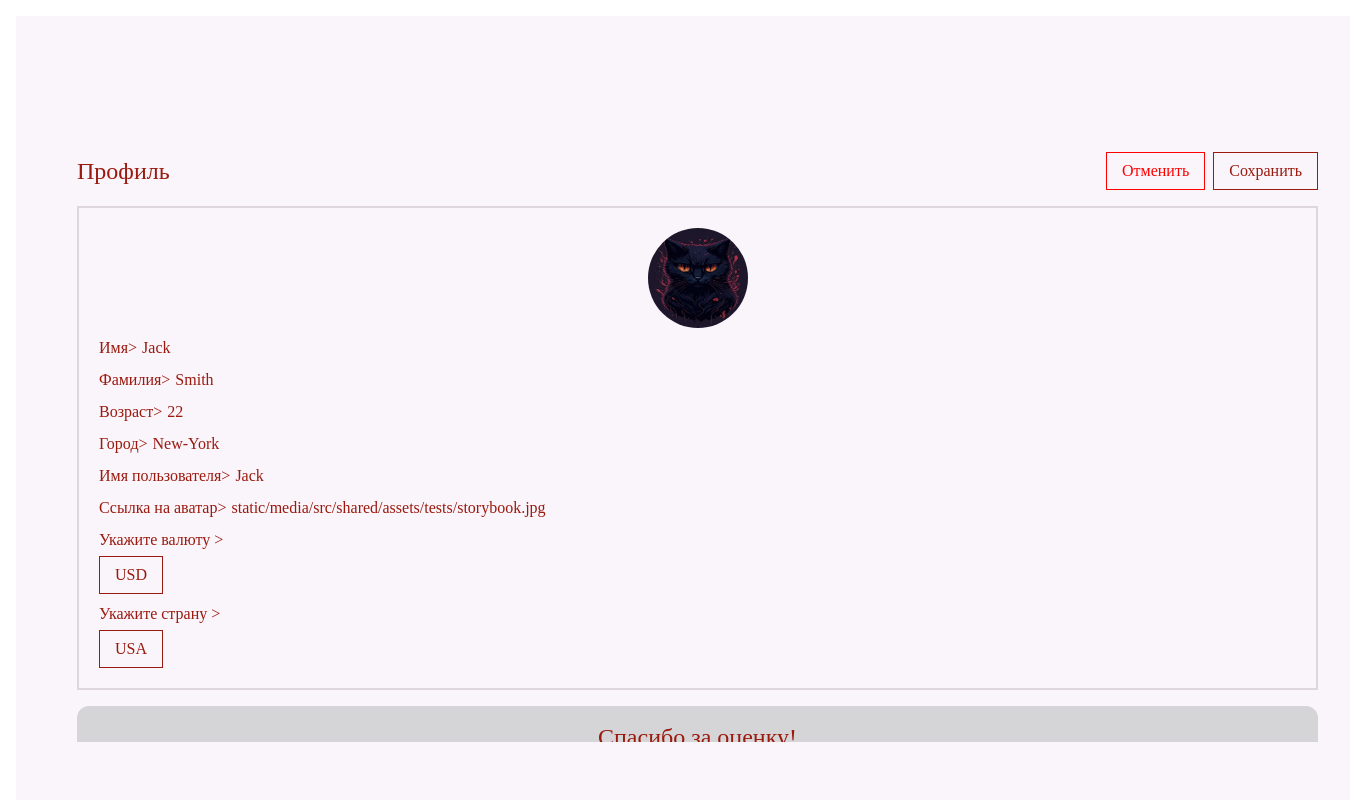 Профиль
Отменить
Сохранить
Имя> Jack
Фамилия> Smith
Возраст> 22
Город> New-York
Имя пользователя> Jack
Ссылка на аватар> static/media/src/shared/assets/tests/storybook.jpg
Укажите валюту >
USD
Укажите страну >
USA
Спасибо за оценку!